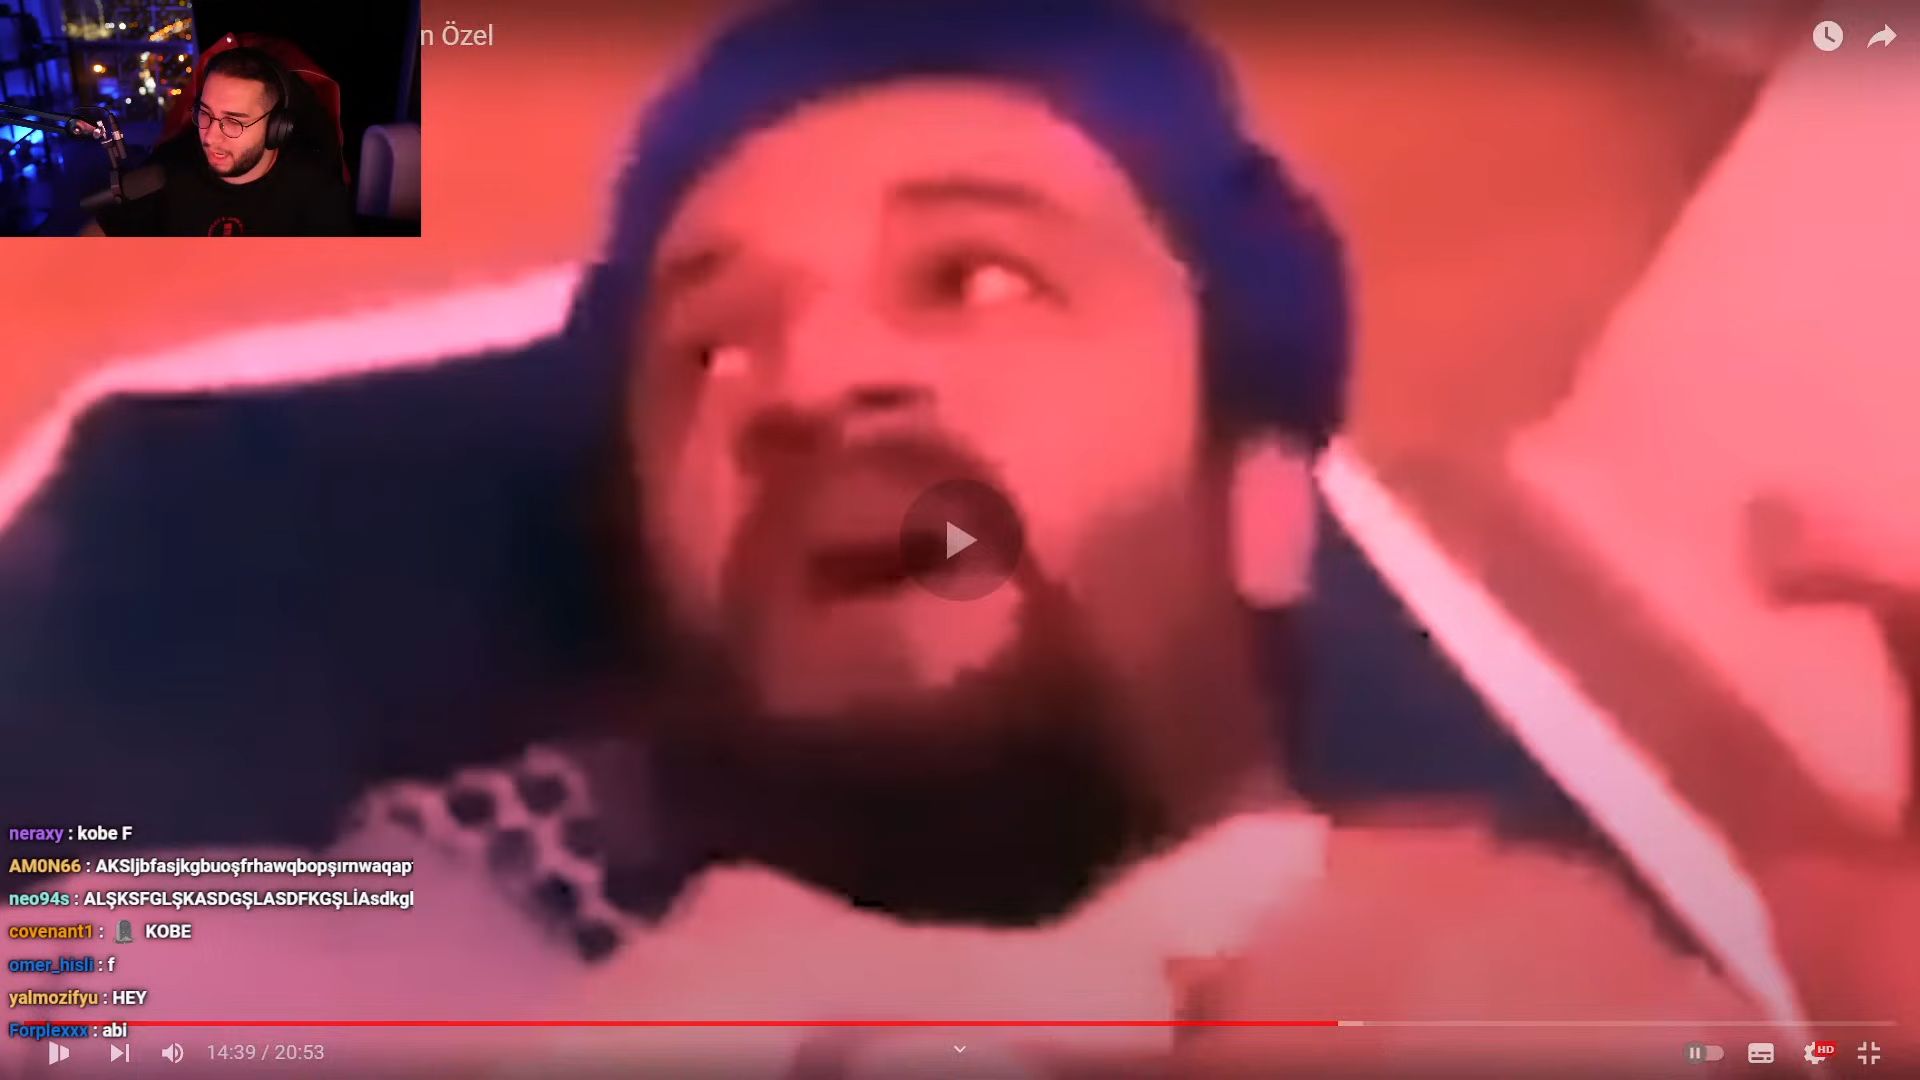 n Özel
neraxy : kobe F
AM0N66 : AKSljbfasjkgbuoşfrhawqbopşırnwaqap
neo94s : ALŞKSFGLŞKASDGŞLASDFKGŞLİAsdkgl
covenant1 : KOBE
omer_hisli : f
yalmozifyu : HEY
Forplexxx : abi
14:39 / 20:53
HD